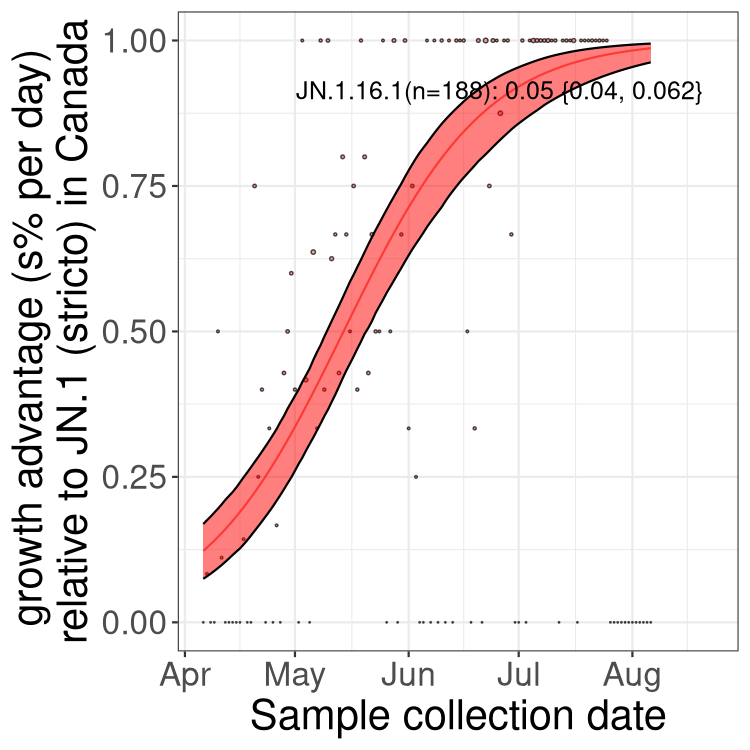 growth advantage (s% per day)
relative to JN.1 (stricto) in Canada
1.00
0.75
0.50
0.25
0.00
JN.1.16.1(n=188): 0.05 {0.04, 0.062}
Apr May Jun Jul Aug
Sample collection date